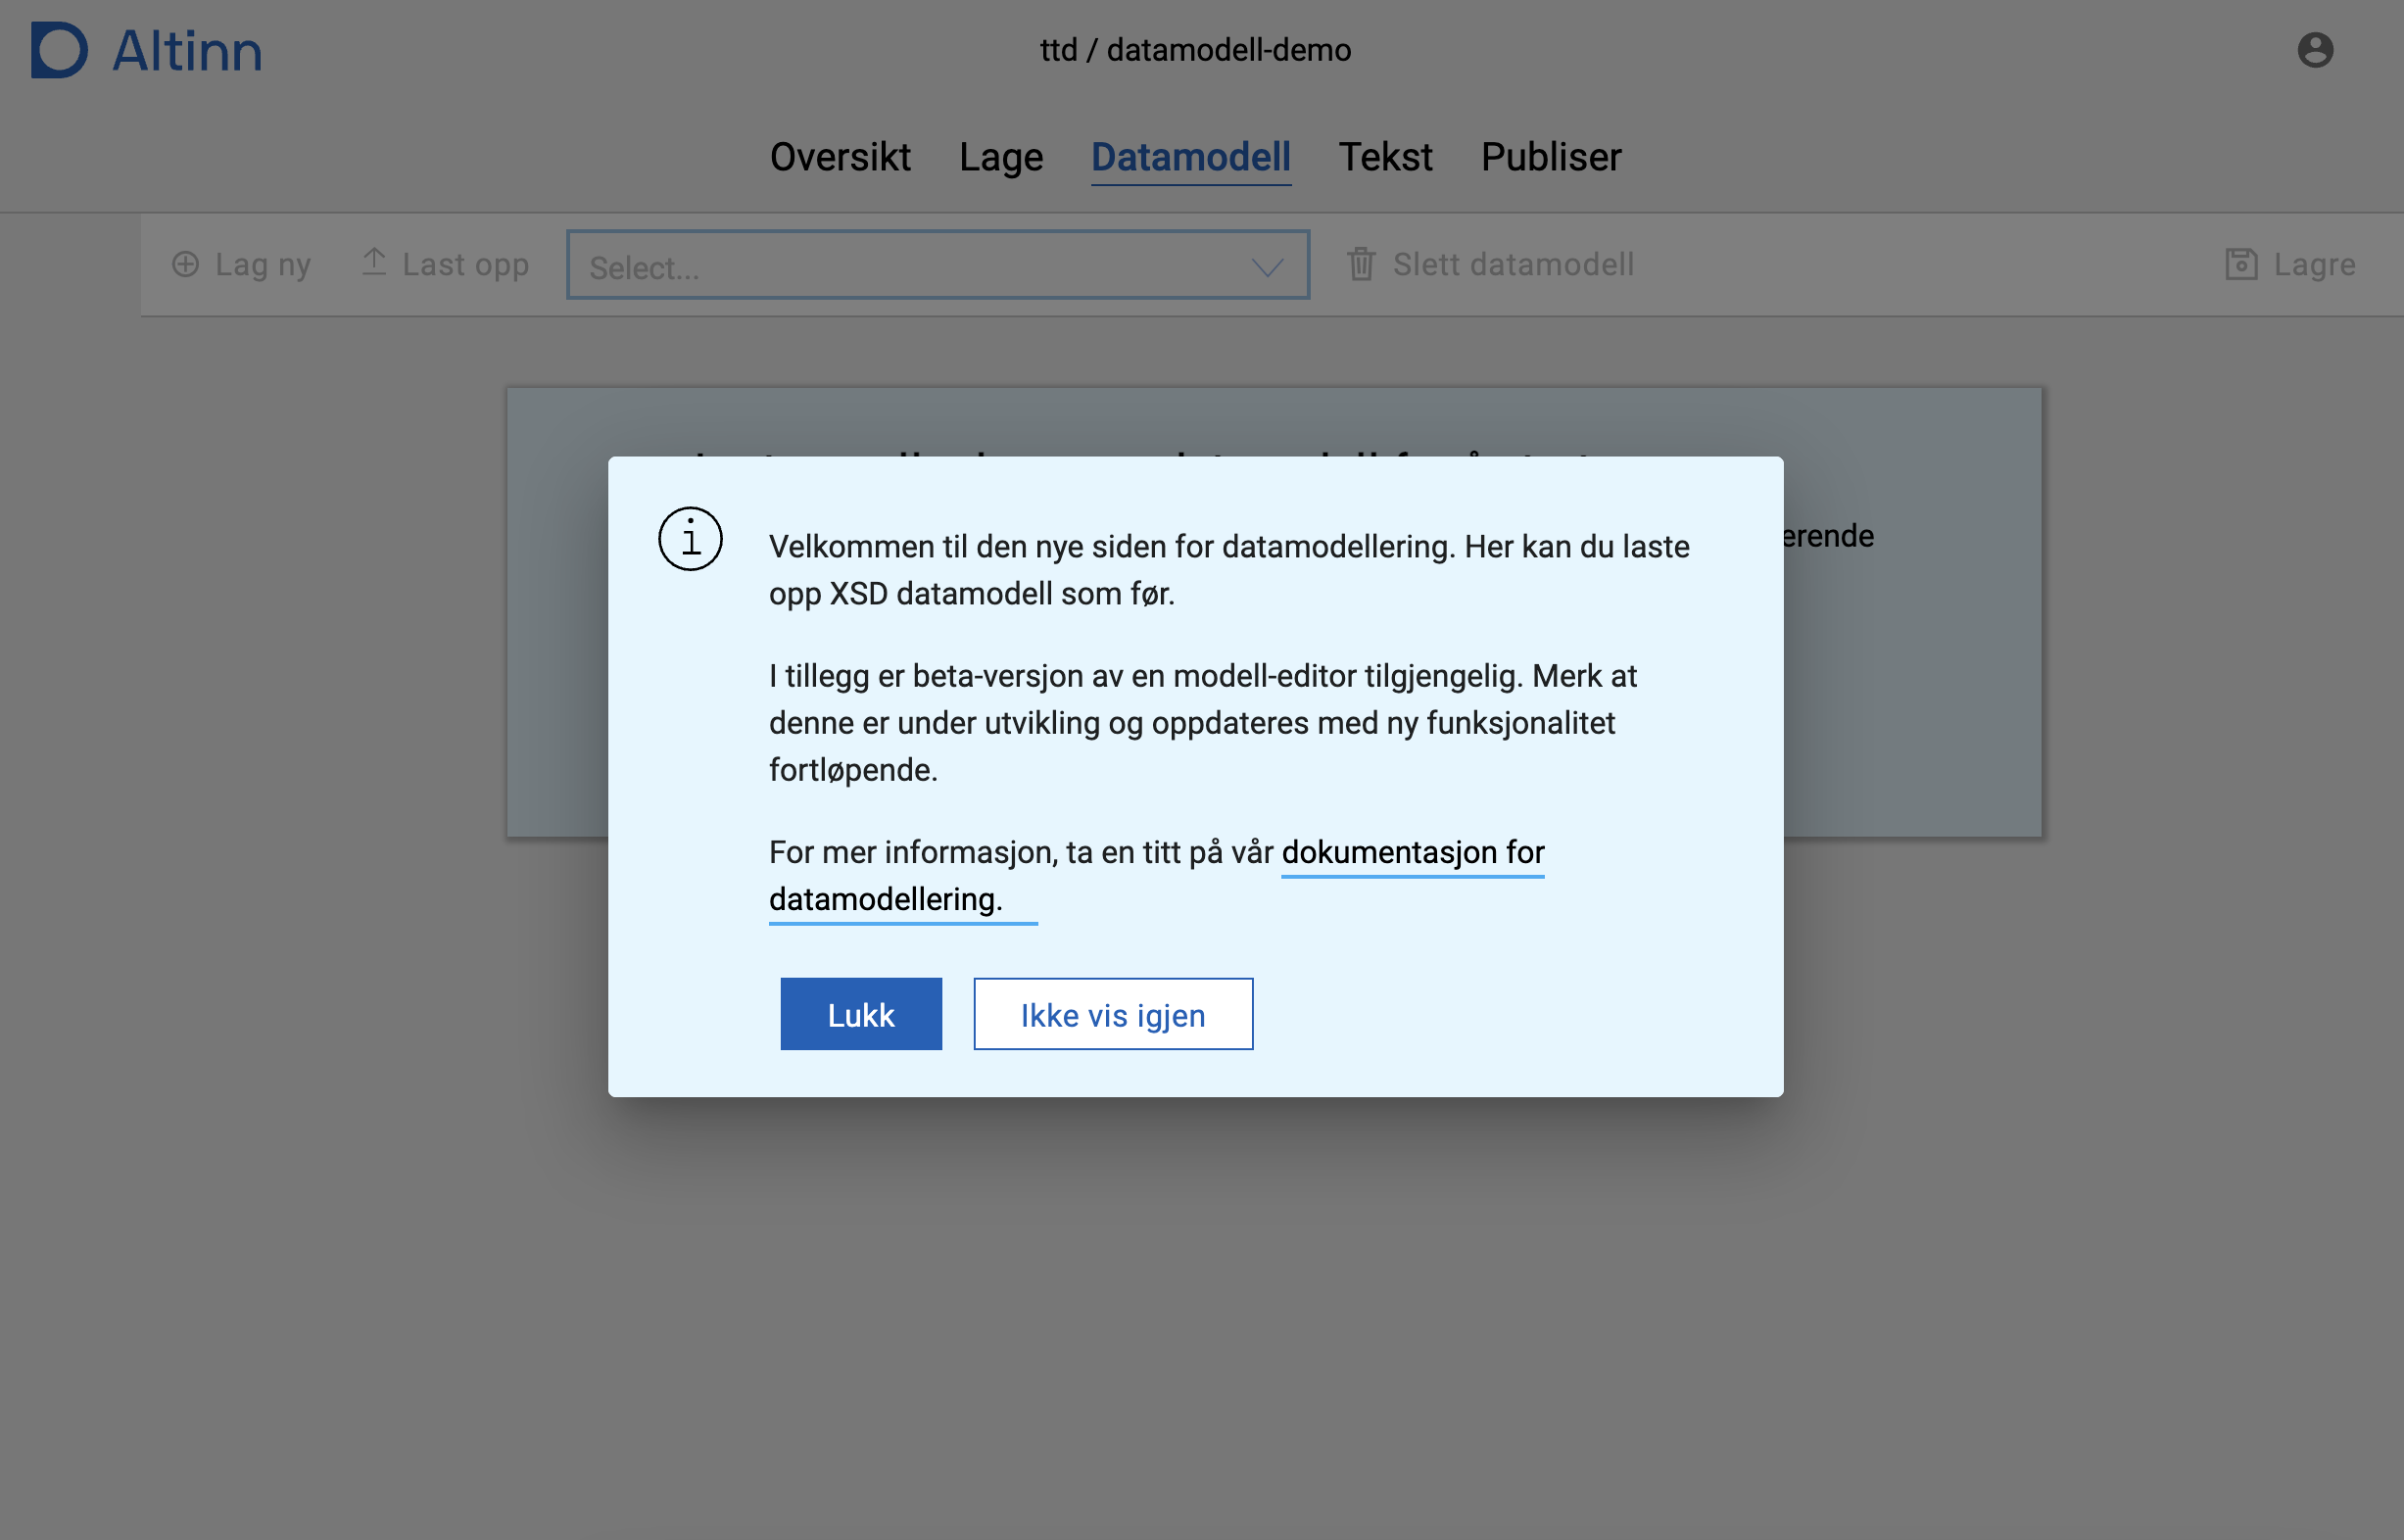 Altinn
ttd / datamodell-demo
Oversikt Lage Datamodell Tekst Publiser
Lag ny Last opp Select... Slett datamodell Lagre
Velkommen til den nye siden for datamodellering. Her kan du laste
opp XSD datamodell som før.
I tillegg er beta-versjon av en modell-editor tilgjengelig. Merk at
denne er under utvikling og oppdateres med ny funksjonalitet
fortløpende.
For mer informasjon, ta en titt på vår dokumentasjon for
datamodellering.
Lukk Ikke vis igjen